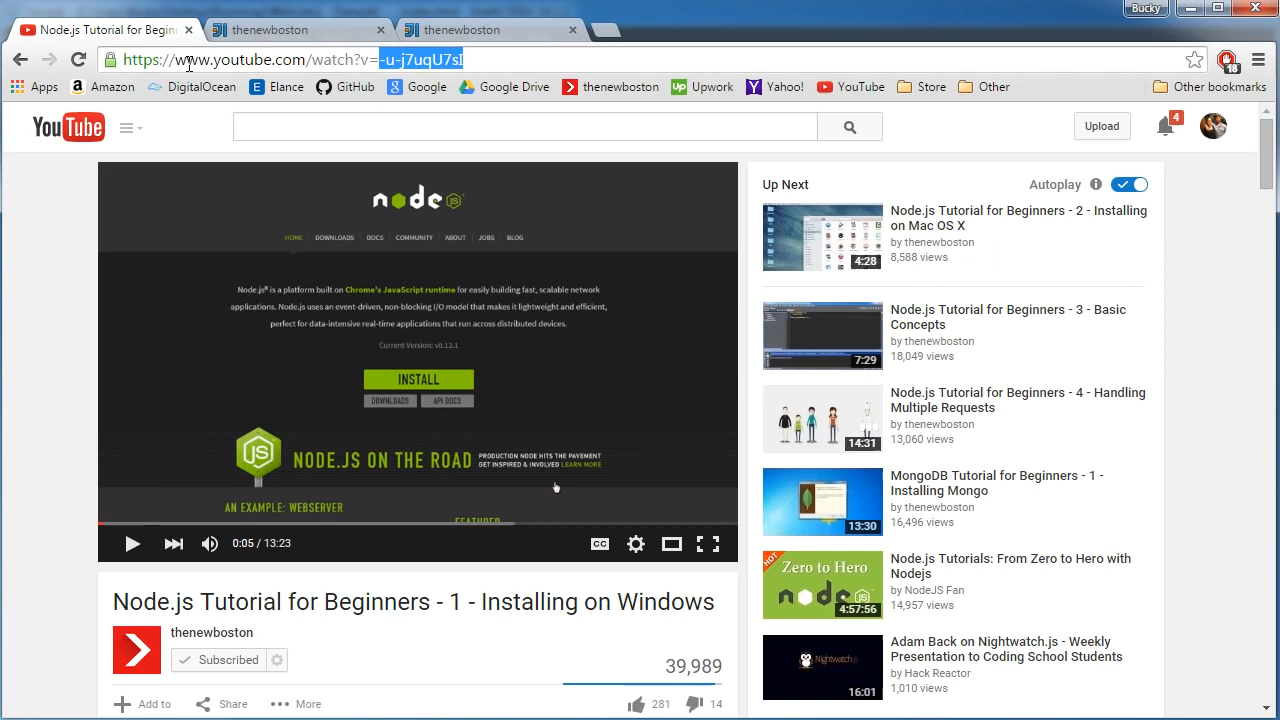 Bucky
Node.js Tutorial for Begin
thenewboston
thenewboston
https://www.youtube.com/watch?v=-u-j7uqU7sI
18
Apps
Amazon
DigitalOcean
Elance
GitHub
Google
Google Drive
thenewboston
Upwork
Yahoo!
YouTube
Store
Other
Other bookmarks
YouTube
Upload
4
node JS
HOME
DOWNLOADS
DOCS
COMMUNITY
ABOUT
JOBS
BLOG
Node.js® is a platform built on Chrome's JavaScript runtime for easily building fast, scalable network
applications. Node.js uses an event-driven, non-blocking I/O model that makes it lightweight and efficient,
perfect for data-intensive real-time applications that run across distributed devices.
Current Version: v0.12.1
INSTALL
DOWNLOADS
API DOCS
JS
NODE.JS ON THE ROAD
PRODUCTION NODE HITS THE PAVEMENT
GET INSPIRED & INVOLVED LEARN MORE
AN EXAMPLE: WEBSERVER
FEATURED
0:05 / 13:23
CC
Node.js Tutorial for Beginners - 1 - Installing on Windows
thenewboston
Subscribed
39,989
Add to
Share
More
281
14
Up Next
Autoplay
Node.js Tutorial for Beginners - 2 - Installing
on Mac OS X
by thenewboston
8,588 views
4:28
Node.js Tutorial for Beginners - 3 - Basic
Concepts
by thenewboston
18,049 views
7:29
Node.js Tutorial for Beginners - 4 - Handling
Multiple Requests
by thenewboston
13,060 views
14:31
MongoDB Tutorial for Beginners - 1 -
Installing Mongo
by thenewboston
16,496 views
13:30
HOT
Zero to Hero
node
Node.js Tutorials: From Zero to Hero with
Nodejs
by NodeJS Fan
14,957 views
4:57:56
Nightwatch
Adam Back on Nightwatch.js - Weekly
Presentation to Coding School Students
by Hack Reactor
1,010 views
16:01